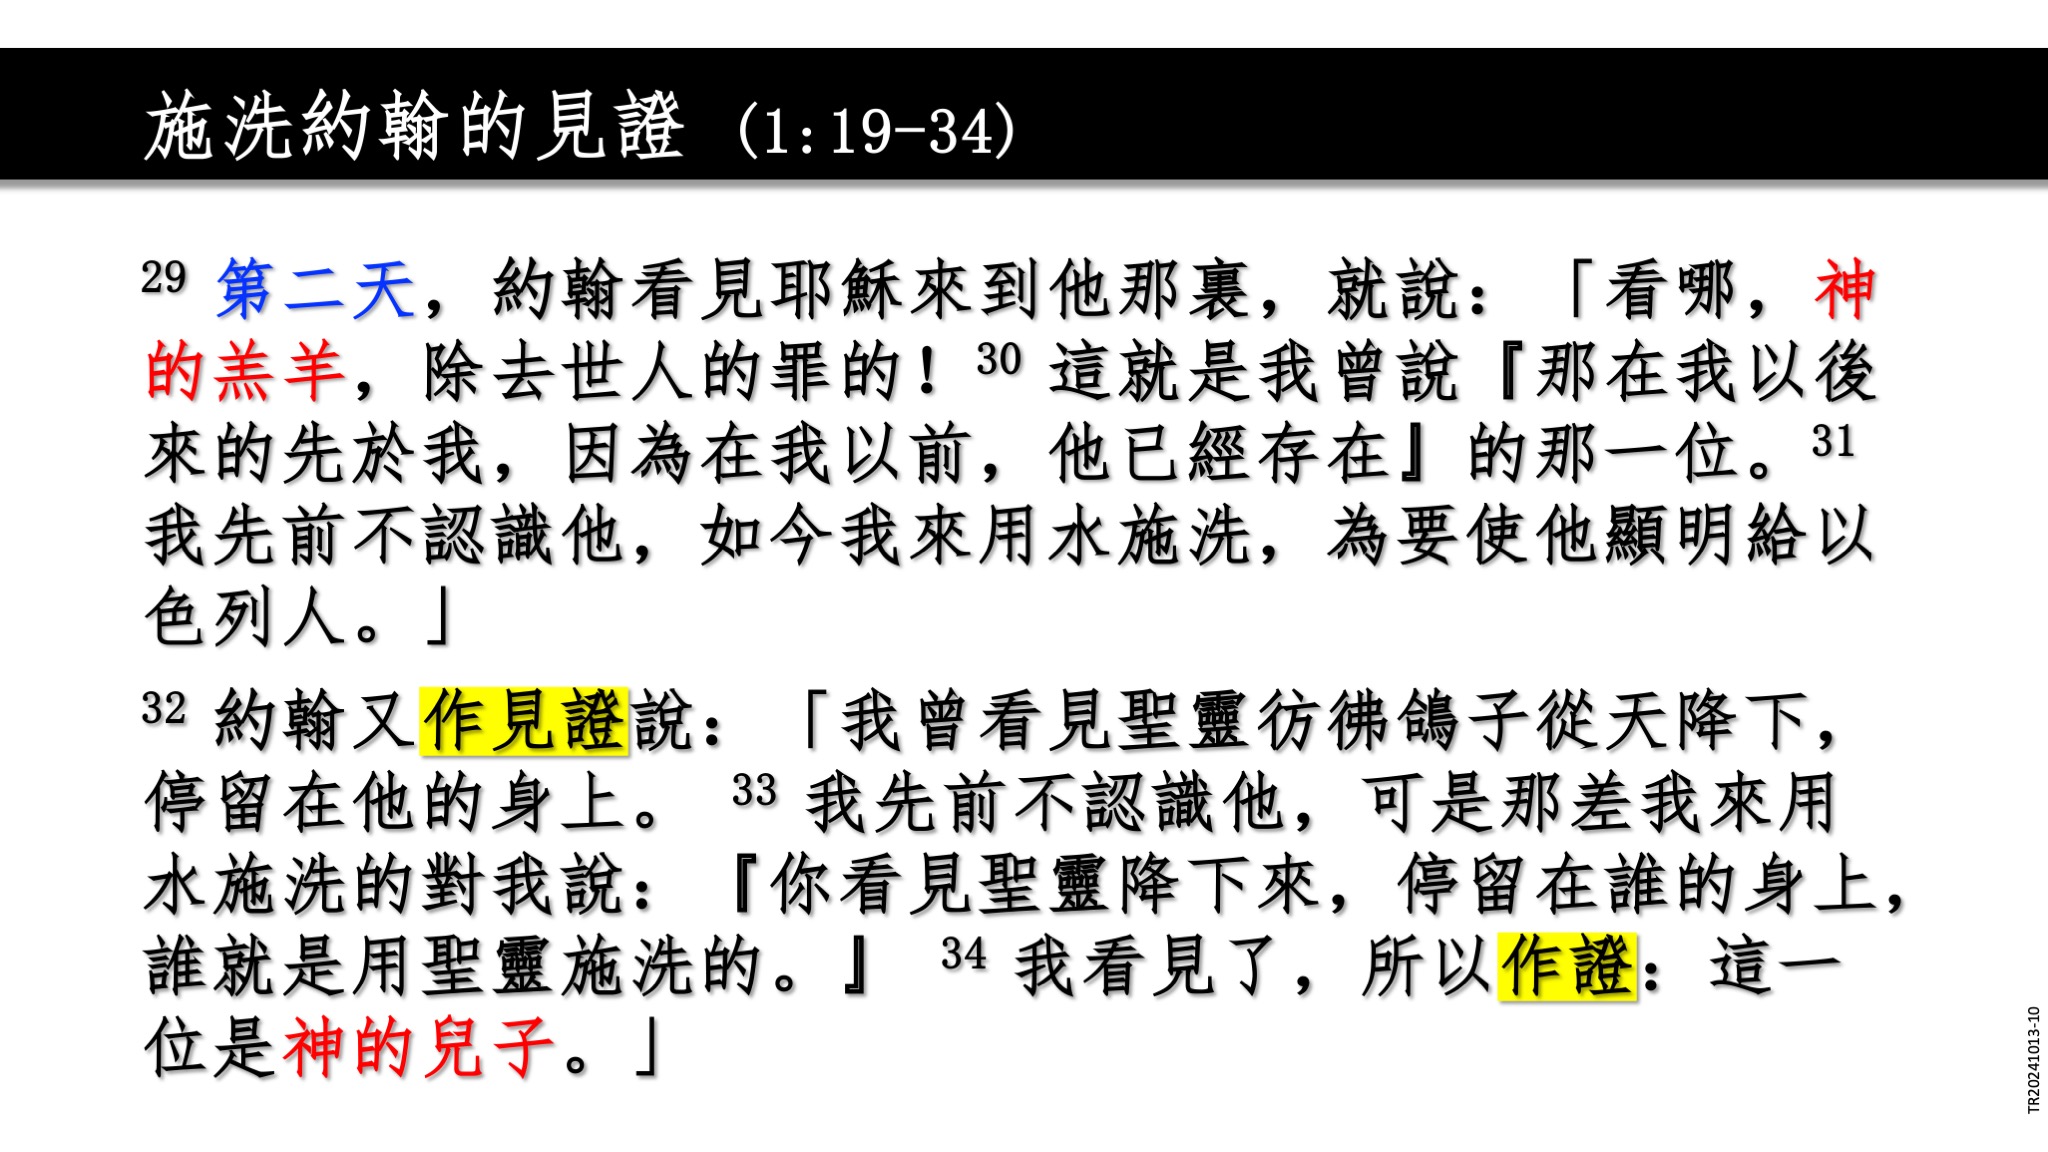 施洗約翰的見證 (1:19-34)
29 第二天，約翰看見耶穌來到他那裏，就說：「看哪，神
的羔羊，除去世人的罪的！30 這就是我曾說『那在我以後
來的先於我，因為在我以前，他已經存在』的那一位。31
我先前不認識他，如今我來用水施洗，為要使他顯明給以
色列人。」
32 約翰又作見證說：「我曾看見聖靈彷彿鴿子從天降下，
停留在他的身上。 33 我先前不認識他，可是那差我來用
水施洗的對我說：『你看見聖靈降下來，停留在誰的身上，
誰就是用聖靈施洗的。』 34 我看見了，所以作證：這一
位是神的兒子。」
TR20241013-10